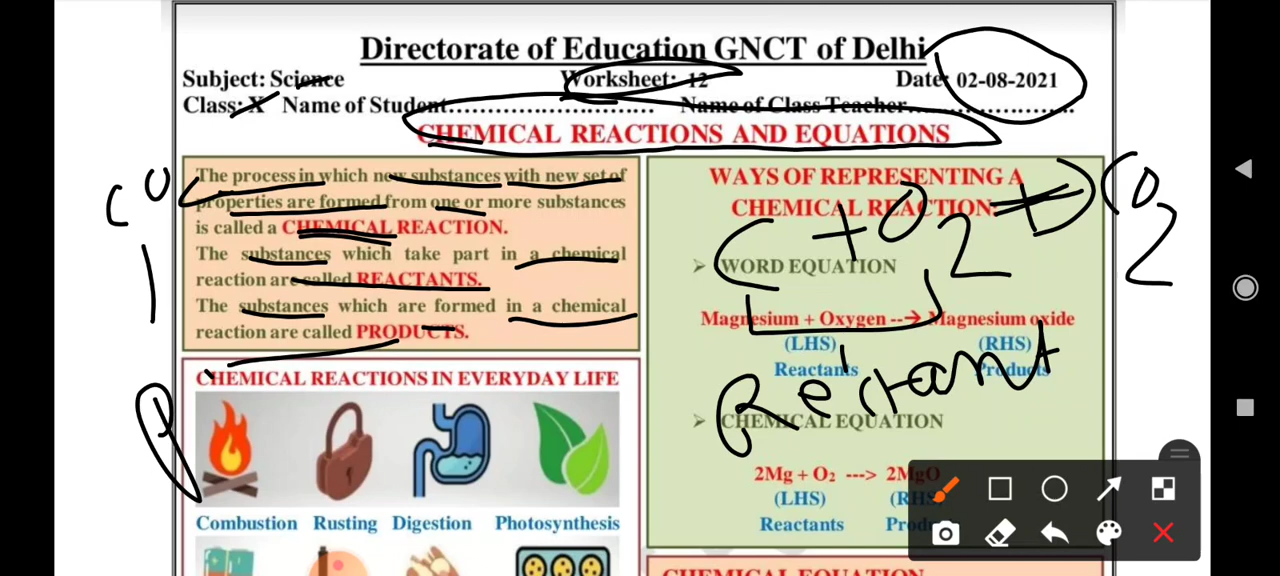 Directorate of Education GNCT of Delhi
Subject: Science Worksheet: 12 Date: 02-08-2021
Class: X Name of Student........................... Name of Class Teacher......................
CHEMICAL REACTIONS AND EQUATIONS
The process in which new substances with new set of
properties are formed from one or more substances
is called a CHEMICAL REACTION.
The substances which take part in a chemical
reaction are called REACTANTS.
The substances which are formed in a chemical
reaction are called PRODUCTS.
CHEMICAL REACTIONS IN EVERYDAY LIFE
Combustion Rusting Digestion Photosynthesis
WAYS OF REPRESENTING A
CHEMICAL REACTION:
C + O2 CO2
➢ WORD EQUATION
Magnesium + Oxygen --→ Magnesium oxide
(LHS) (RHS)
Reactants Products
Rectant
➢ CHEMICAL EQUATION
2Mg + O₂ ---> 2MgO
(LHS) (RHS
Reactants Prod
CHEMICAL EQUATION